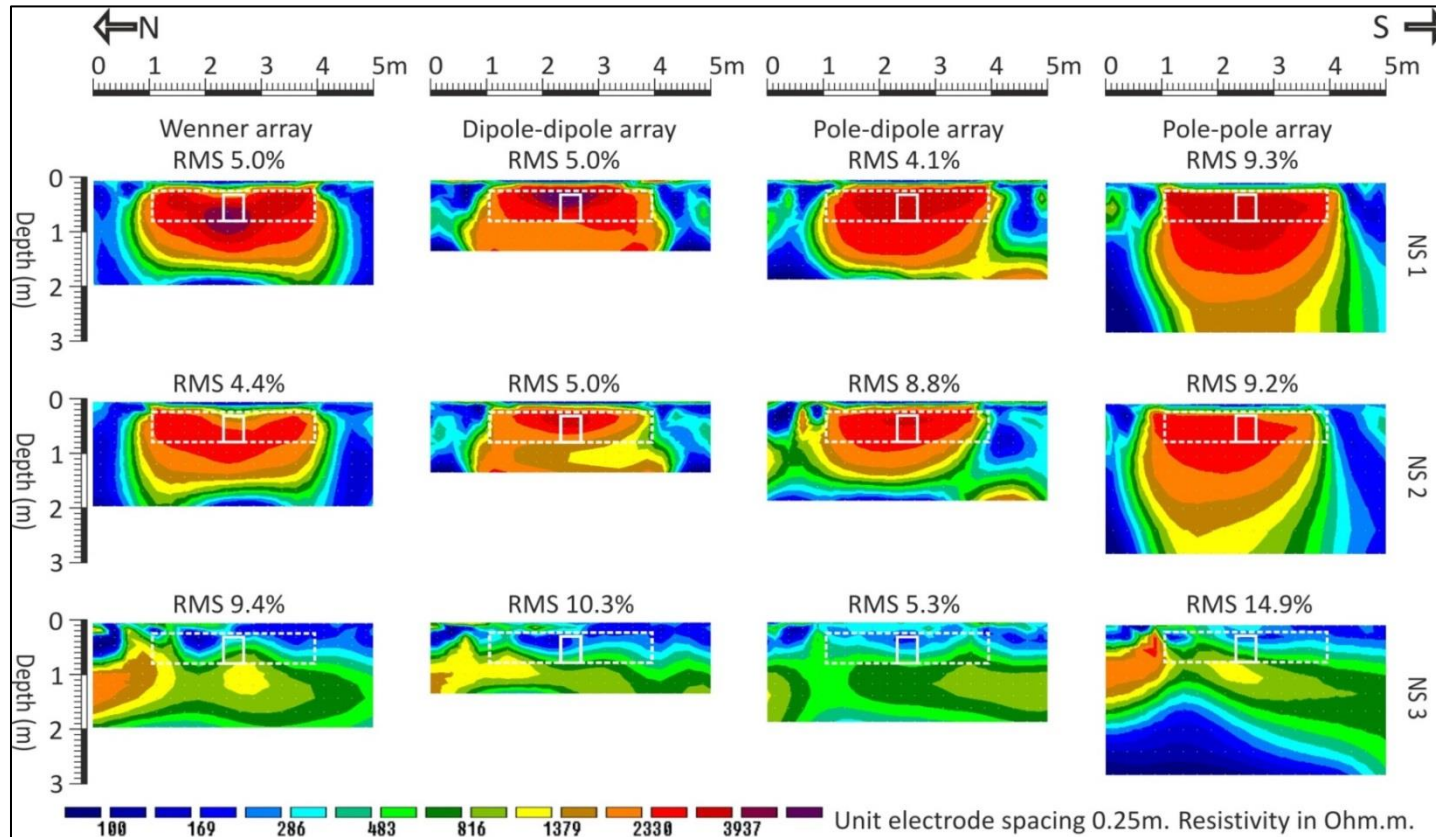 N S
0 1 2 3 4 5m 0 1 2 3 4 5m 0 1 2 3 4 5m 0 1 2 3 4 5m
Wenner array Dipole-dipole array Pole-dipole array Pole-pole array
RMS 5.0% RMS 5.0% RMS 4.1% RMS 9.3%
0
1
2
3
Depth (m)
NS 1
RMS 4.4% RMS 5.0% RMS 8.8% RMS 9.2%
0
1
2
3
Depth (m)
NS 2
RMS 9.4% RMS 10.3% RMS 5.3% RMS 14.9%
0
1
2
3
Depth (m)
NS 3
100 169 286 483 816 1379 2330 3937 Unit electrode spacing 0.25m. Resistivity in Ohm.m.